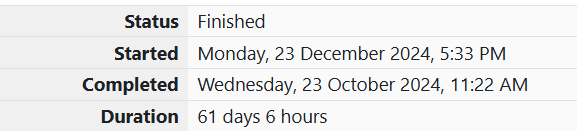 Status Finished
Started Monday, 23 December 2024, 5:33 PM
Completed Wednesday, 23 October 2024, 11:22 AM
Duration 61 days 6 hours